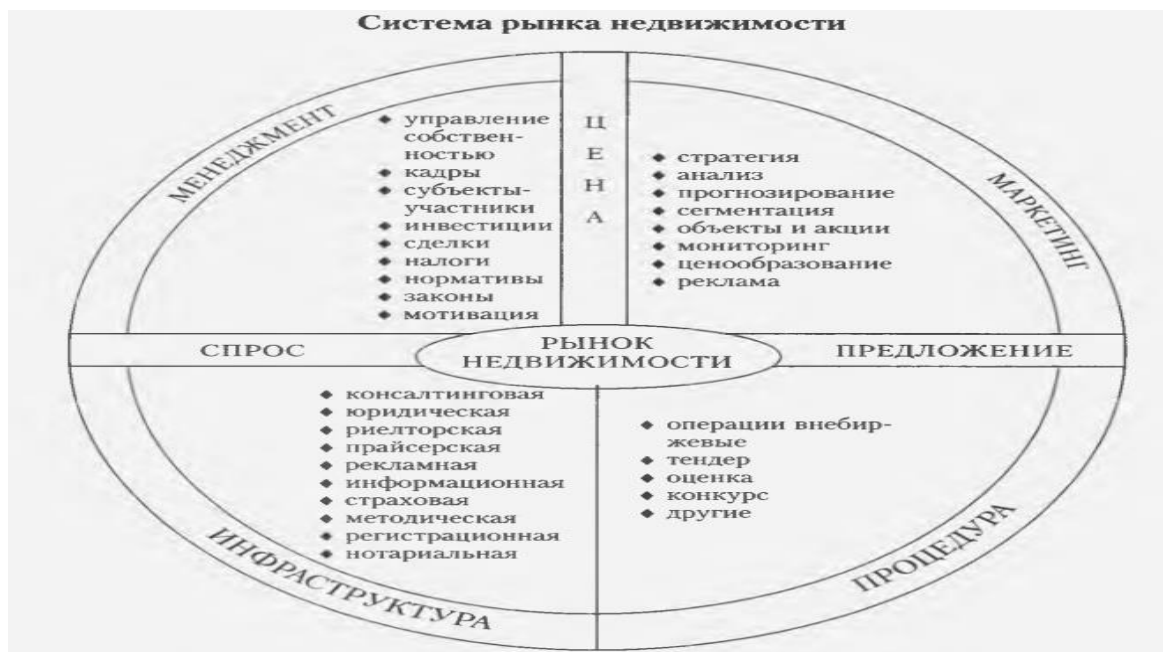 Система рынка недвижимости
МЕНЕДЖМЕНТ
◆ управление
собствен-
ностью
◆ кадры
◆ субъекты-
участники
◆ инвестиции
◆ сделки
◆ налоги
◆ нормативы
◆ законы
◆ мотивация
Ц
Е
Н
А
◆ стратегия
◆ анализ
◆ прогнозирование
◆ сегментация
◆ объекты и акции
◆ мониторинг
◆ ценообразование
◆ реклама
МАРКЕТИНГ
СПРОС
РЫНОК
НЕДВИЖИМОСТИ
ПРЕДЛОЖЕНИЕ
◆ консалтинговая
◆ юридическая
◆ риелторская
◆ прайсерская
◆ рекламная
◆ информационная
◆ страховая
◆ методическая
◆ регистрационная
◆ нотариальная
ИНФРАСТРУКТУРА
◆ операции внебир-
жевые
◆ тендер
◆ оценка
◆ конкурс
◆ другие
ПРОЦЕДУРА